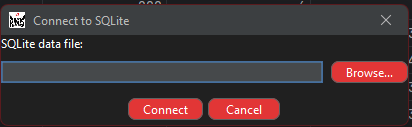 Connect to SQLite
SQLite data file:
Browse...
Connect
Cancel